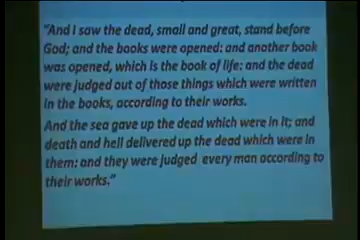 "And I saw the dead, small and great, stand before
God; and the books were opened: and another book
was opened, which is the book of life: and the dead
were judged out of those things which were written
in the books, according to their works.
And the sea gave up the dead which were in it; and
death and hell delivered up the dead which were in
them: and they were judged every man according to
their works."